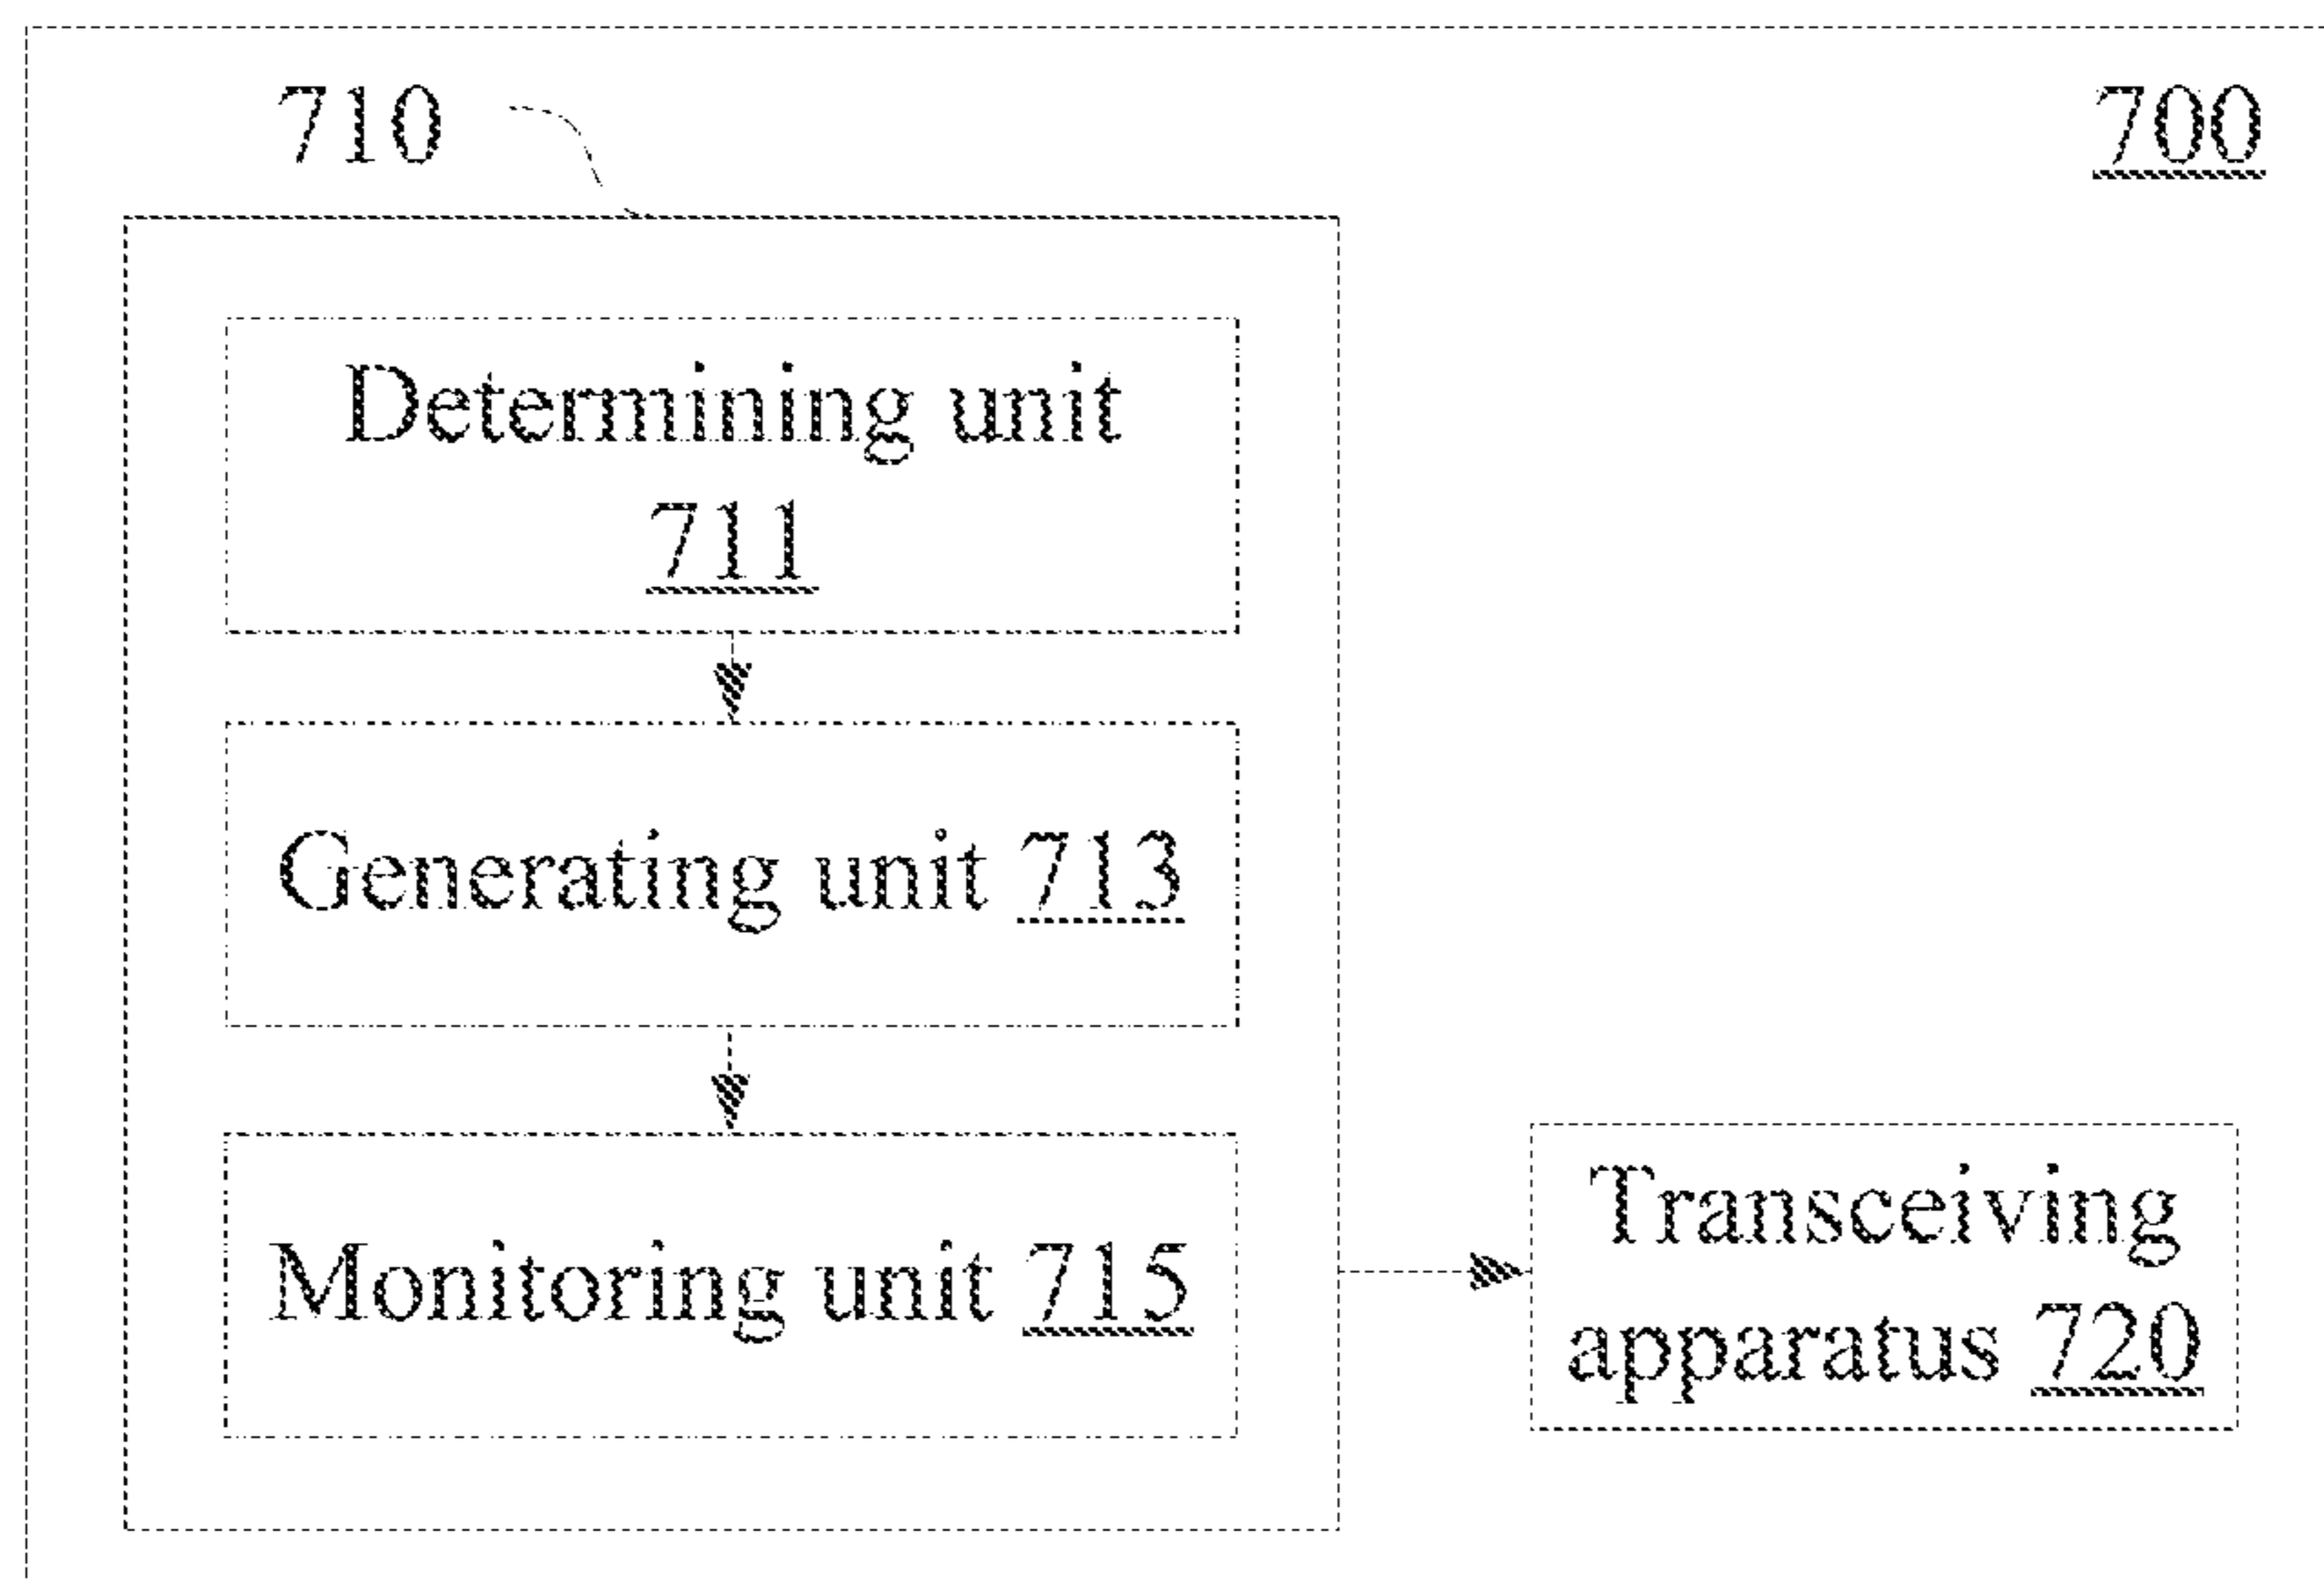 710
700
Determining unit
711
Generating unit 713
Monitoring unit 715
Transceiving
apparatus 720